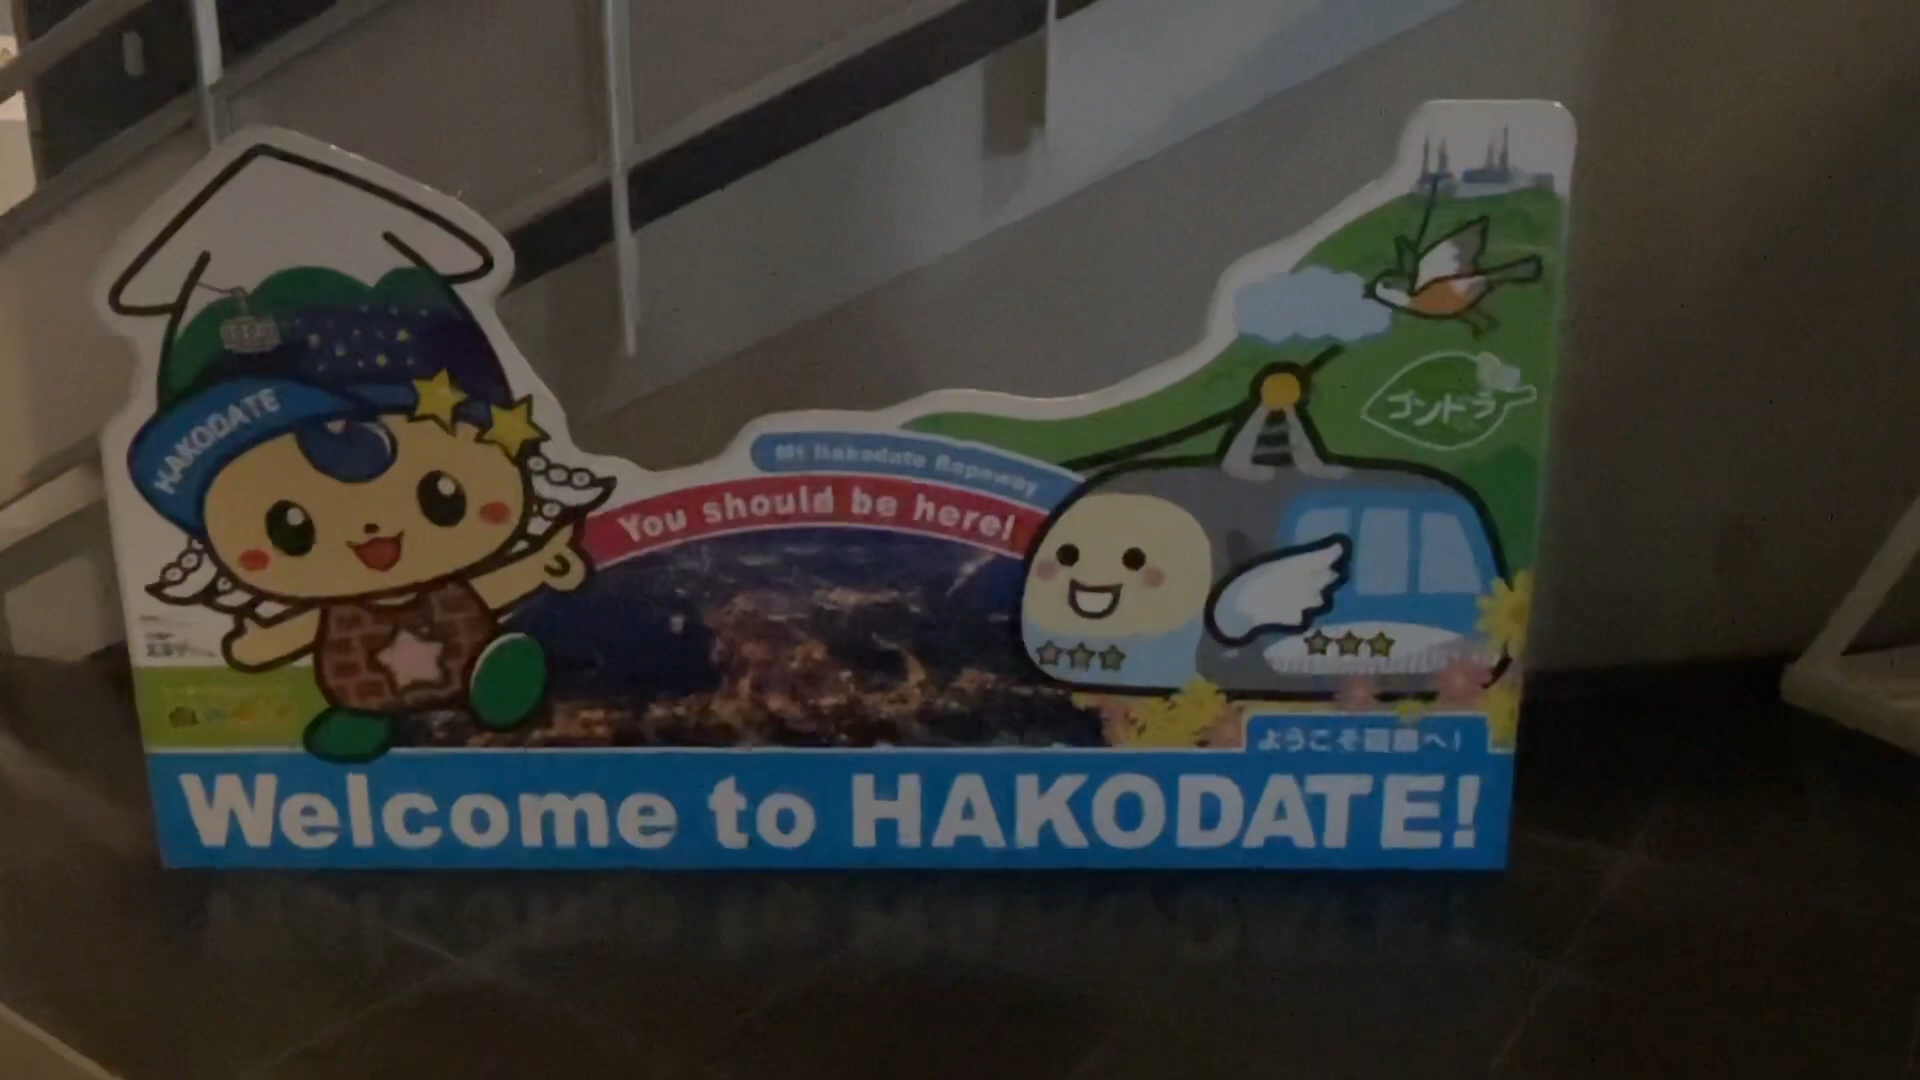 HAKODATE
Mt Hakodate Ropeway
You should be here!
ゴンドラ
ようこそ函館へ!
Welcome to HAKODATE!